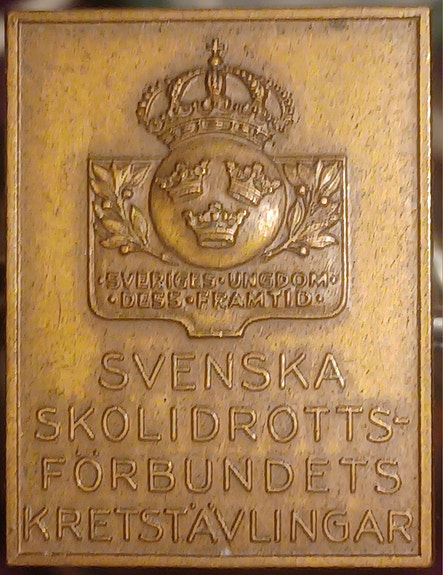 ·SVERIGES·UNGDOM·
·DESS·FRAMTID·
SVENSKA
SKOLIDROTTS-
FÖRBUNDETS
KRETSTÄVLINGAR